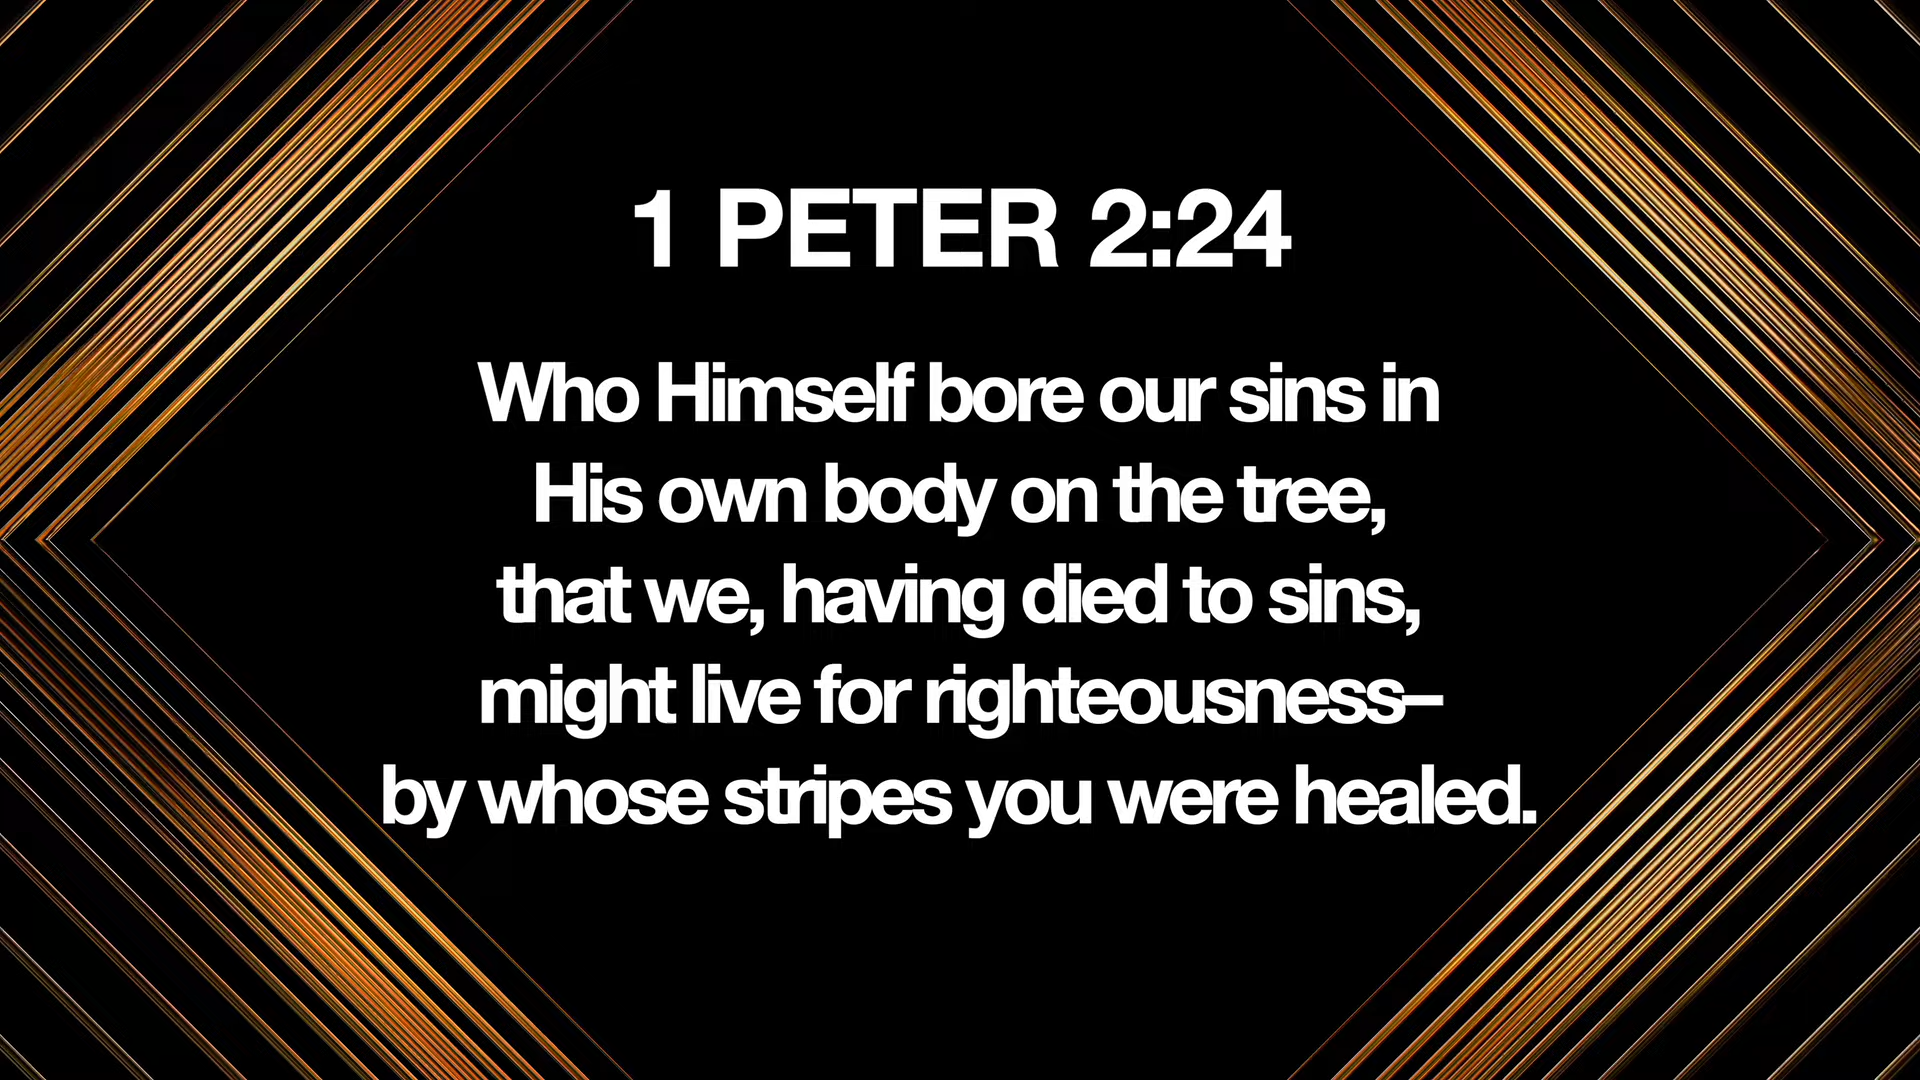 1 PETER 2:24
Who Himself bore our sins in
His own body on the tree,
that we, having died to sins,
might live for righteousness–
by whose stripes you were healed.